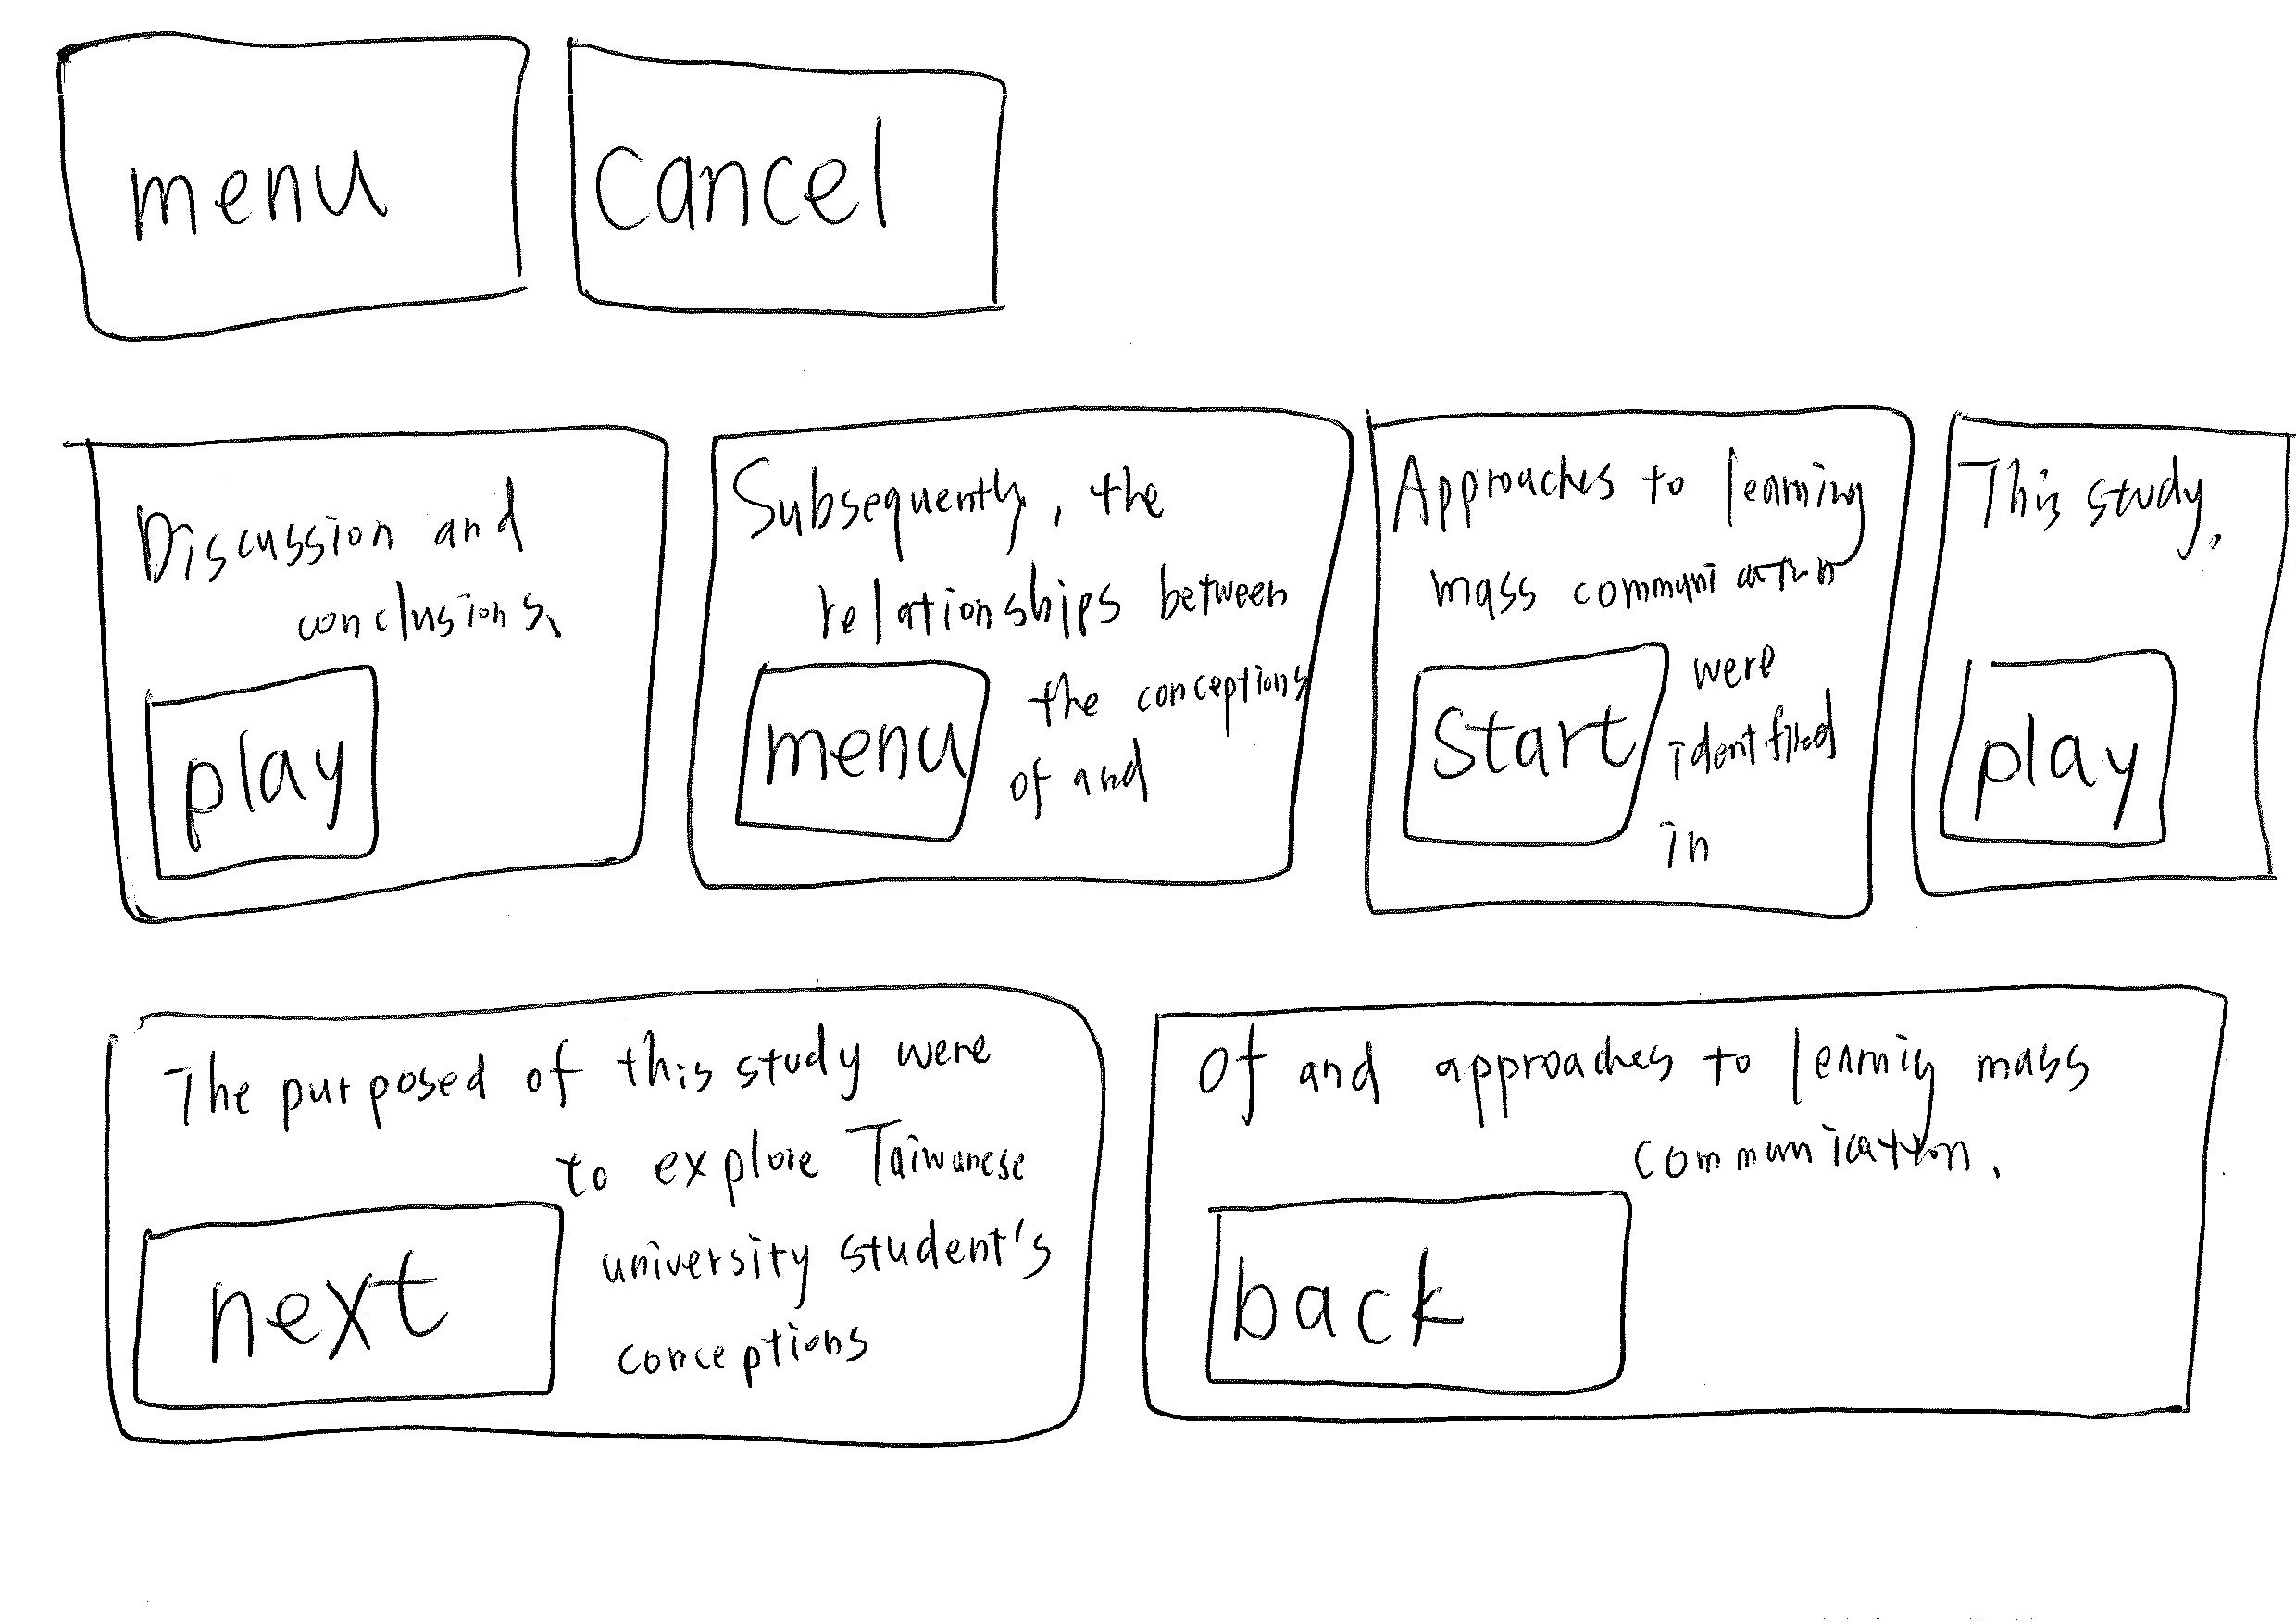 menu
cancel
Discussion and
conclusions.
play
Subsequently, the
relationships between
the conceptions
of and
menu
Approaches to learning
mass communication
were
identified
in
Start
This study.
play
The purposed of this study were
to explore Taiwanese
university student's
conceptions
next
Of and approaches to learnig mass
communication.
back